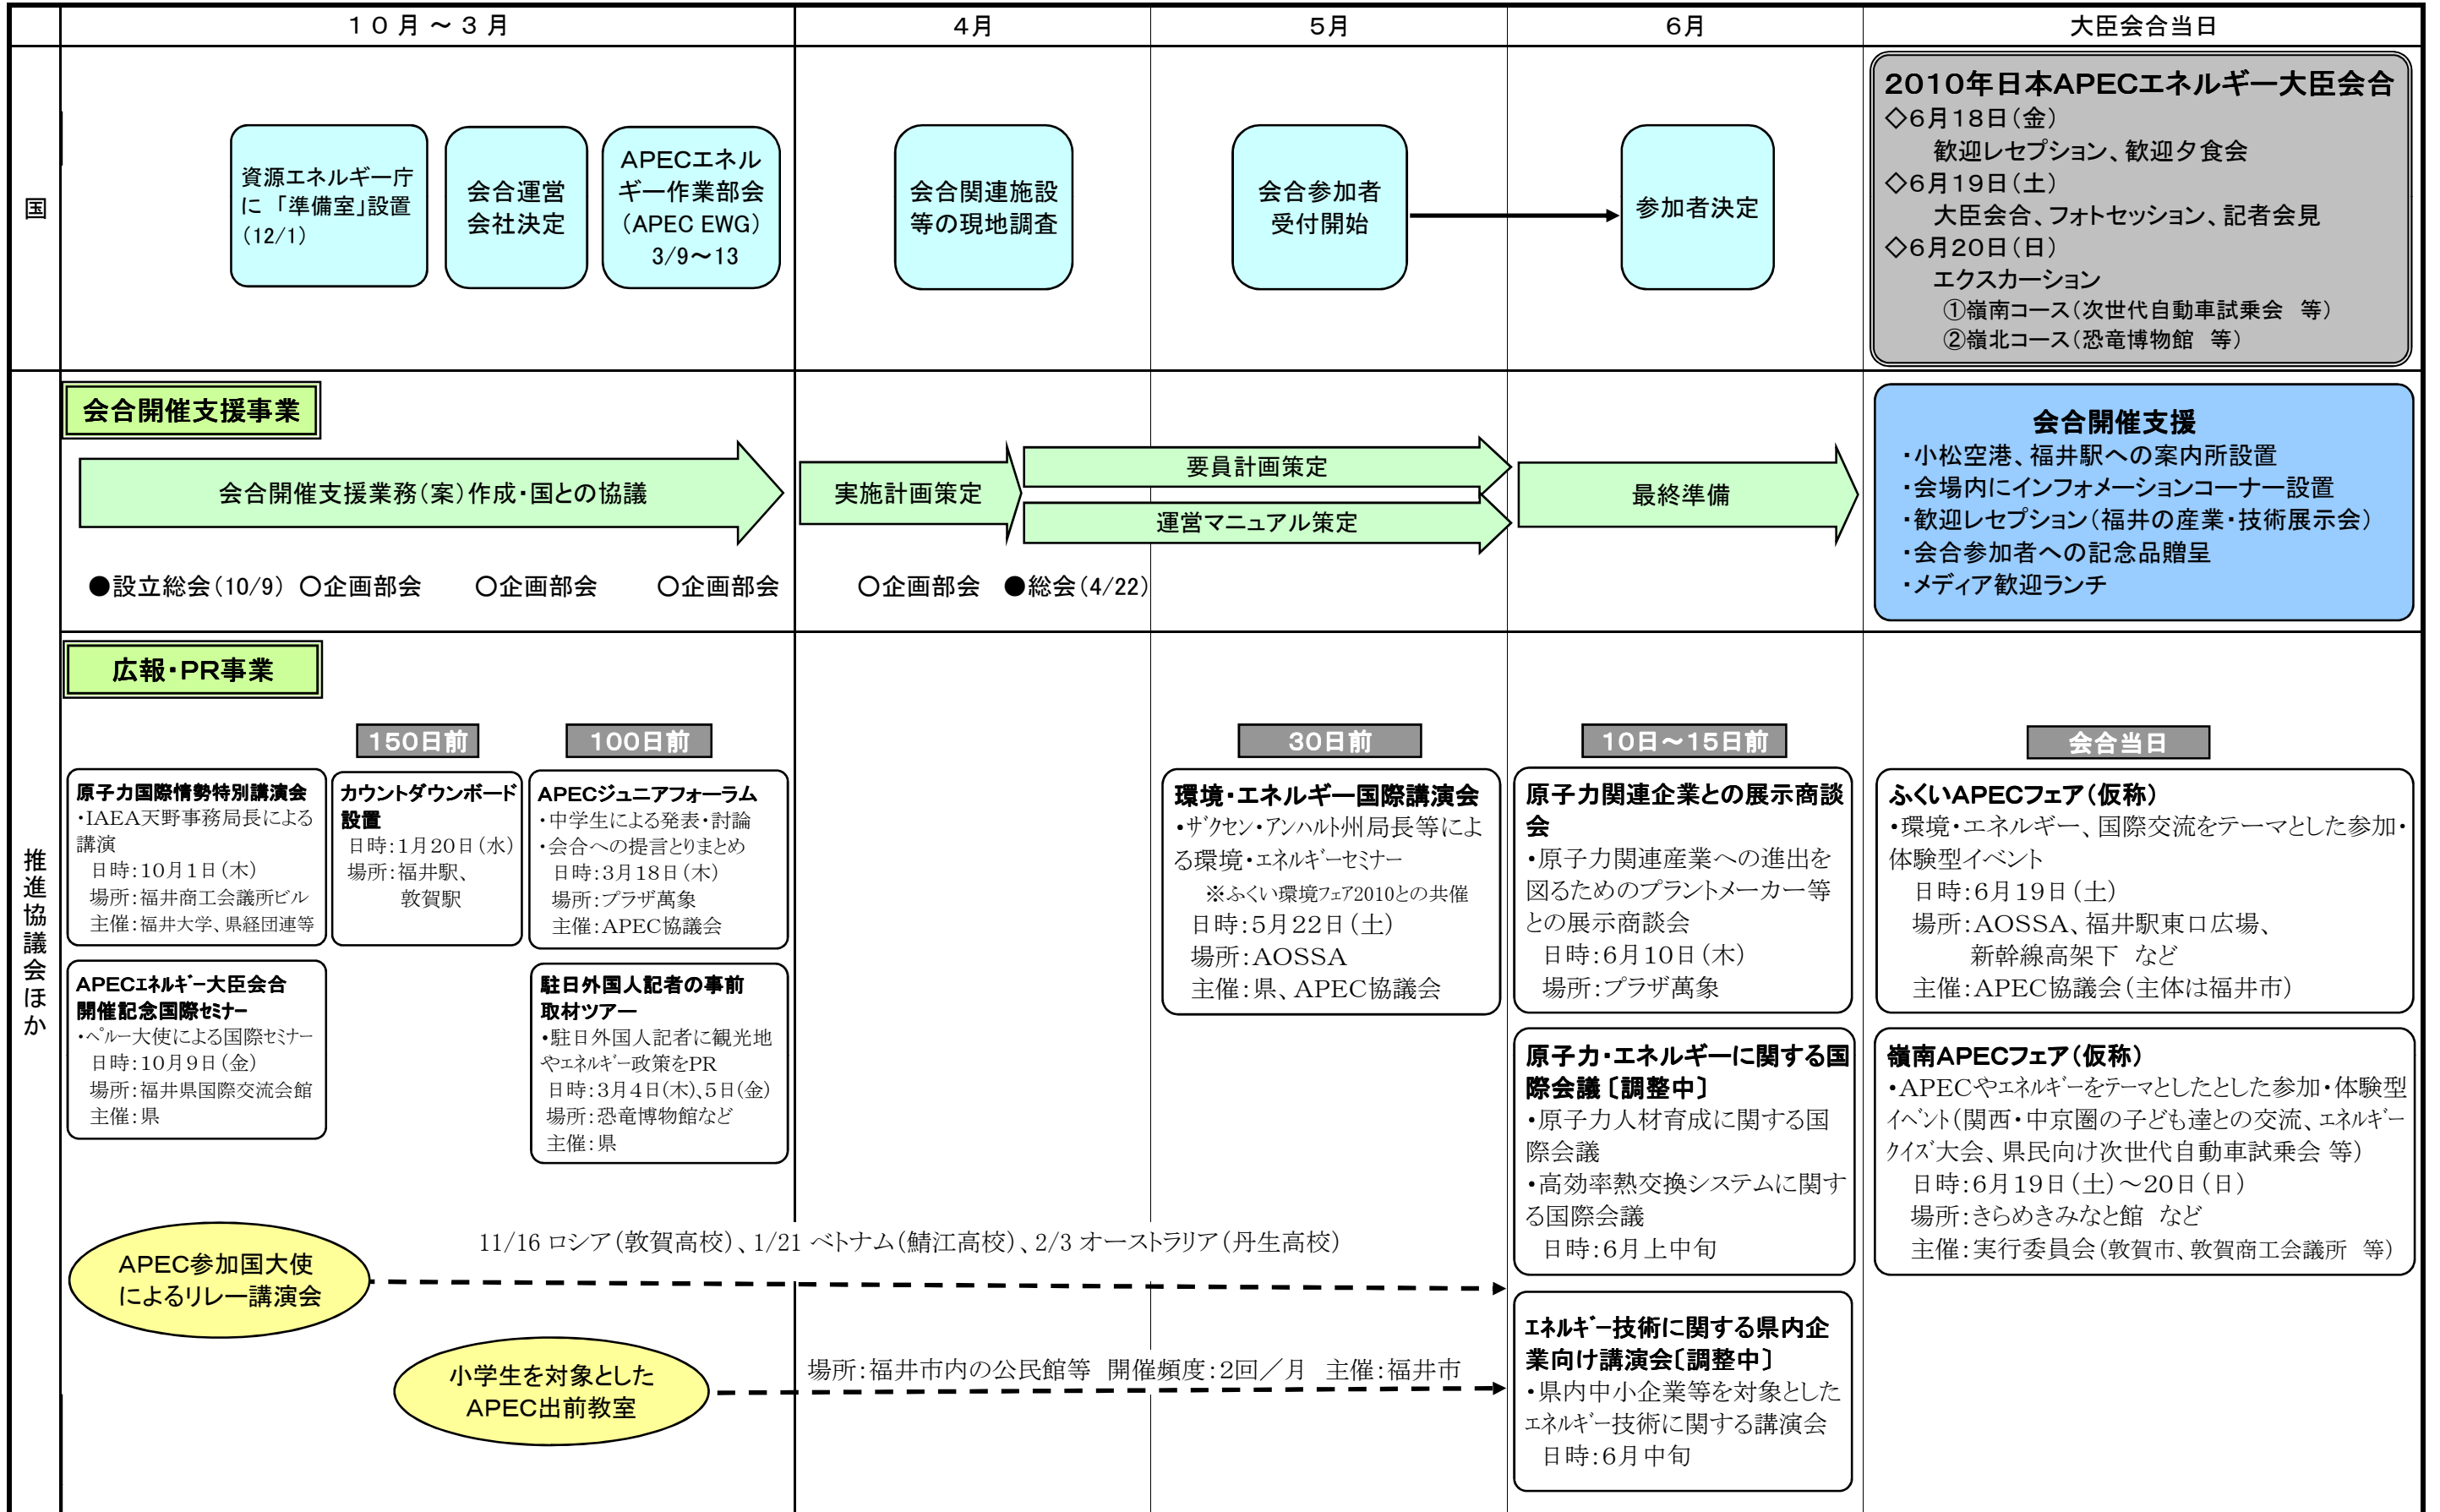 １０月～３月
4月
5月
6月
大臣会合当日
国
資源エネルギー庁
に「準備室」設置
（12/1）
会合運営
会社決定
APECエネル
ギー作業部会
（APEC EWG）
3/9～13
会合関連施設
等の現地調査
会合参加者
受付開始
参加者決定
2010年日本APECエネルギー大臣会合
◇6月18日（金）
歓迎レセプション、歓迎夕食会
◇6月19日（土）
大臣会合、フォトセッション、記者会見
◇6月20日（日）
エクスカーション
①嶺南コース（次世代自動車試乗会　等）
②嶺北コース（恐竜博物館　等）
推進協議会ほか
会合開催支援事業
会合開催支援業務（案）作成・国との協議
実施計画策定
要員計画策定
運営マニュアル策定
最終準備
●設立総会（10/9）　○企画部会　○企画部会　○企画部会　○企画部会　●総会（4/22）
会合開催支援
・小松空港、福井駅への案内所設置
・会場内にインフォメーションコーナー設置
・歓迎レセプション（福井の産業・技術展示会）
・会合参加者への記念品贈呈
・メディア歓迎ランチ
広報・PR事業
150日前
100日前
30日前
10日～15日前
会合当日
原子力国際情勢特別講演会
・IAEA天野事務局長による
講演
日時：10月1日（木）
場所：福井商工会議所ビル
主催：福井大学、県経団連等
カウントダウンボード
設置
日時：1月20日（水）
場所：福井駅、
敦賀駅
APECジュニアフォーラム
・中学生による発表・討論
・会合への提言とりまとめ
日時：3月18日（木）
場所：プラザ萬象
主催：APEC協議会
環境・エネルギー国際講演会
・ザクセン・アンハルト州局長等によ
る環境・エネルギーセミナー
※ふくい環境フェア2010との共催
日時：5月22日（土）
場所：AOSSA
主催：県、APEC協議会
原子力関連企業との展示商談
会
・原子力関連産業への進出を
図るためのプラントメーカー等
との展示商談会
日時：6月10日（木）
場所：プラザ萬象
ふくいAPECフェア（仮称）
・環境・エネルギー、国際交流をテーマとした参加・
体験型イベント
日時：6月19日（土）
場所：AOSSA、福井駅東口広場、
新幹線高架下　など
主催：APEC協議会（主体は福井市）
APECｴﾈﾙｷﾞｰ大臣会合
開催記念国際ｾﾐﾅｰ
・ﾍﾟﾙｰ大使による国際ｾﾐﾅｰ
日時：10月9日（金）
場所：福井県国際交流会館
主催：県
駐日外国人記者の事前
取材ツアー
・駐日外国人記者に観光地
やｴﾈﾙｷﾞｰ政策をPR
日時：3月4日（木）、5日（金）
場所：恐竜博物館など
主催：県
原子力・エネルギーに関する国
際会議〔調整中〕
・原子力人材育成に関する国
際会議
・高効率熱交換システムに関す
る国際会議
日時：6月上中旬
嶺南APECフェア（仮称）
・APECやｴﾈﾙｷﾞｰをﾃｰﾏとしたとした参加・体験型
ｲﾍﾞﾝﾄ（関西・中京圏の子ども達との交流、ｴﾈﾙｷﾞｰ
ｸｲｽﾞ大会、県民向け次世代自動車試乗会 等）
日時：6月19日（土）～20日（日）
場所：きらめきみなと館　など
主催：実行委員会（敦賀市、敦賀商工会議所　等）
APEC参加国大使
によるリレー講演会
11/16 ロシア（敦賀高校）、1/21 ベトナム（鯖江高校）、2/3 オーストラリア（丹生高校）
小学生を対象とした
APEC出前教室
場所：福井市内の公民館等　開催頻度：2回／月　主催：福井市
ｴﾈﾙｷﾞｰ技術に関する県内企
業向け講演会〔調整中〕
・県内中小企業等を対象とした
ｴﾈﾙｷﾞｰ技術に関する講演会
日時：6月中旬